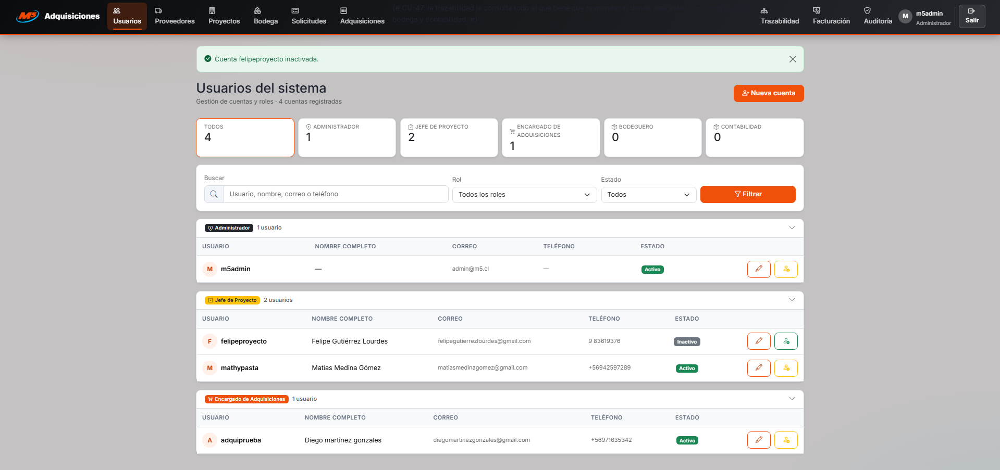 M5 Adquisiciones
Usuarios
Proveedores
Proyectos
Bodega
Solicitudes
Adquisiciones
{# CU-47: la trazabilidad la consulta todo el que tiene que responder
bodega y contabilidad. #}
Trazabilidad
Facturación
Auditoría
M
m5admin
Administrador
Salir
Cuenta felipeproyecto inactivada.
Usuarios del sistema
Gestión de cuentas y roles · 4 cuentas registradas
Nueva cuenta
TODOS
4
ADMINISTRADOR
1
JEFE DE PROYECTO
2
ENCARGADO DE
ADQUISICIONES
1
BODEGUERO
0
CONTABILIDAD
0
Buscar
Usuario, nombre, correo o teléfono
Rol
Todos los roles
Estado
Todos
Filtrar
Administrador 1 usuario
USUARIO NOMBRE COMPLETO CORREO TELÉFONO ESTADO
M m5admin — admin@m5.cl — Activo
Jefe de Proyecto 2 usuarios
USUARIO NOMBRE COMPLETO CORREO TELÉFONO ESTADO
F felipeproyecto Felipe Gutiérrez Lourdes felipegutierrezlourdes@gmail.com 9 83619376 Inactivo
M mathypasta Matías Medina Gómez matiasmedinagomez@gmail.com +56942597289 Activo
Encargado de Adquisiciones 1 usuario
USUARIO NOMBRE COMPLETO CORREO TELÉFONO ESTADO
A adquiprueba Diego martinez gonzales diegomartinezgonzales@gmail.com +56971635342 Activo